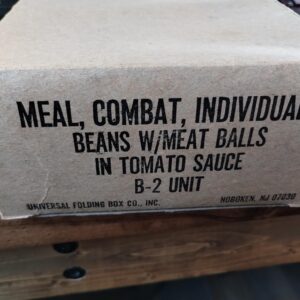 MEAL, COMBAT, INDIVIDUAL
BEANS W/MEAT BALLS
IN TOMATO SAUCE
B-2 UNIT
UNIVERSAL FOLDING BOX CO., INC. HOBOKEN, NJ 07030